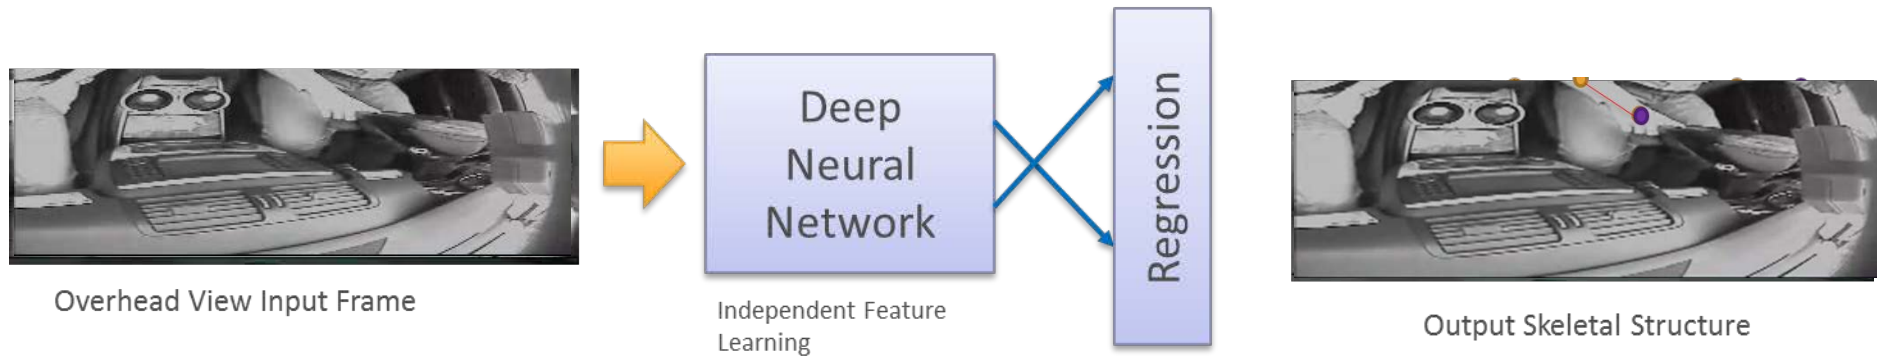 Overhead View Input Frame
Deep
Neural
Network
Independent Feature
Learning
Regression
Output Skeletal Structure